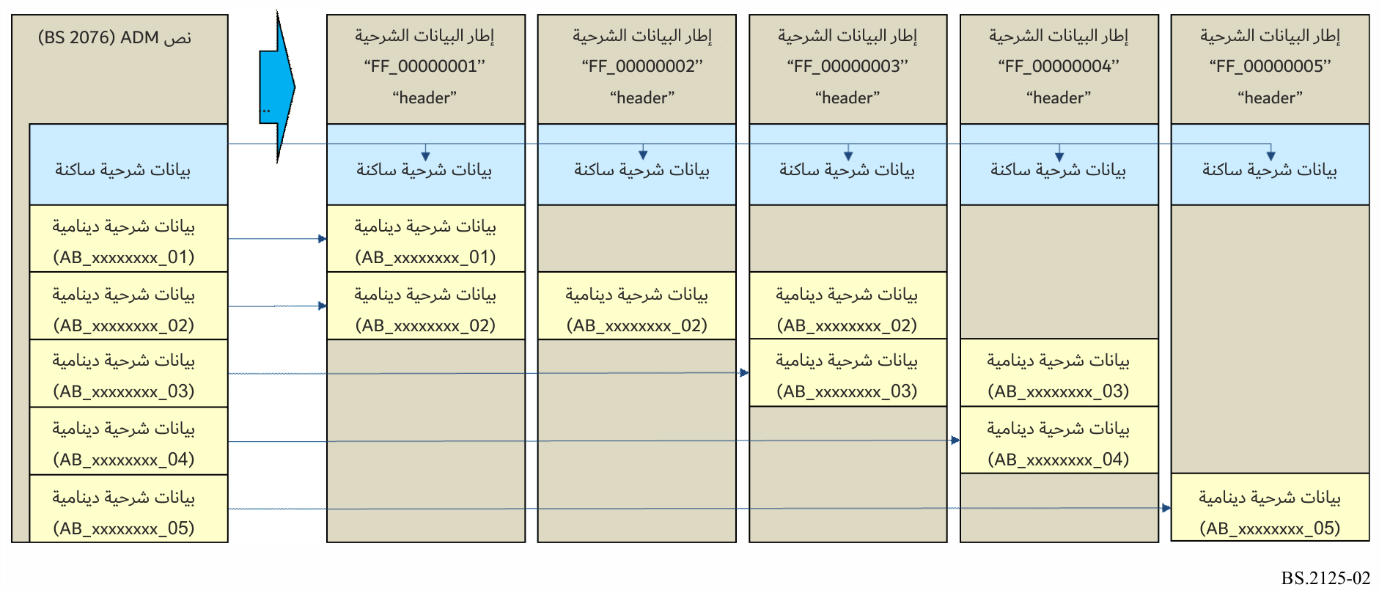 نص ADM ‏(BS 2076)
إطار البيانات الشرحية
“FF_00000001”
“header”
إطار البيانات الشرحية
“FF_00000002”
“header”
إطار البيانات الشرحية
“FF_00000003”
“header”
إطار البيانات الشرحية
“FF_00000004”
“header”
إطار البيانات الشرحية
“FF_00000005”
“header”
..
بيانات شرحية ساكنة
بيانات شرحية ساكنة
بيانات شرحية ساكنة
بيانات شرحية ساكنة
بيانات شرحية ساكنة
بيانات شرحية ساكنة
بيانات شرحية دينامية
(AB_xxxxxxxx_01)
بيانات شرحية دينامية
(AB_xxxxxxxx_01)
بيانات شرحية دينامية
(AB_xxxxxxxx_02)
بيانات شرحية دينامية
(AB_xxxxxxxx_02)
بيانات شرحية دينامية
(AB_xxxxxxxx_02)
بيانات شرحية دينامية
(AB_xxxxxxxx_02)
بيانات شرحية دينامية
(AB_xxxxxxxx_03)
بيانات شرحية دينامية
(AB_xxxxxxxx_03)
بيانات شرحية دينامية
(AB_xxxxxxxx_03)
بيانات شرحية دينامية
(AB_xxxxxxxx_04)
بيانات شرحية دينامية
(AB_xxxxxxxx_04)
بيانات شرحية دينامية
(AB_xxxxxxxx_05)
بيانات شرحية دينامية
(AB_xxxxxxxx_05)
BS.2125-02